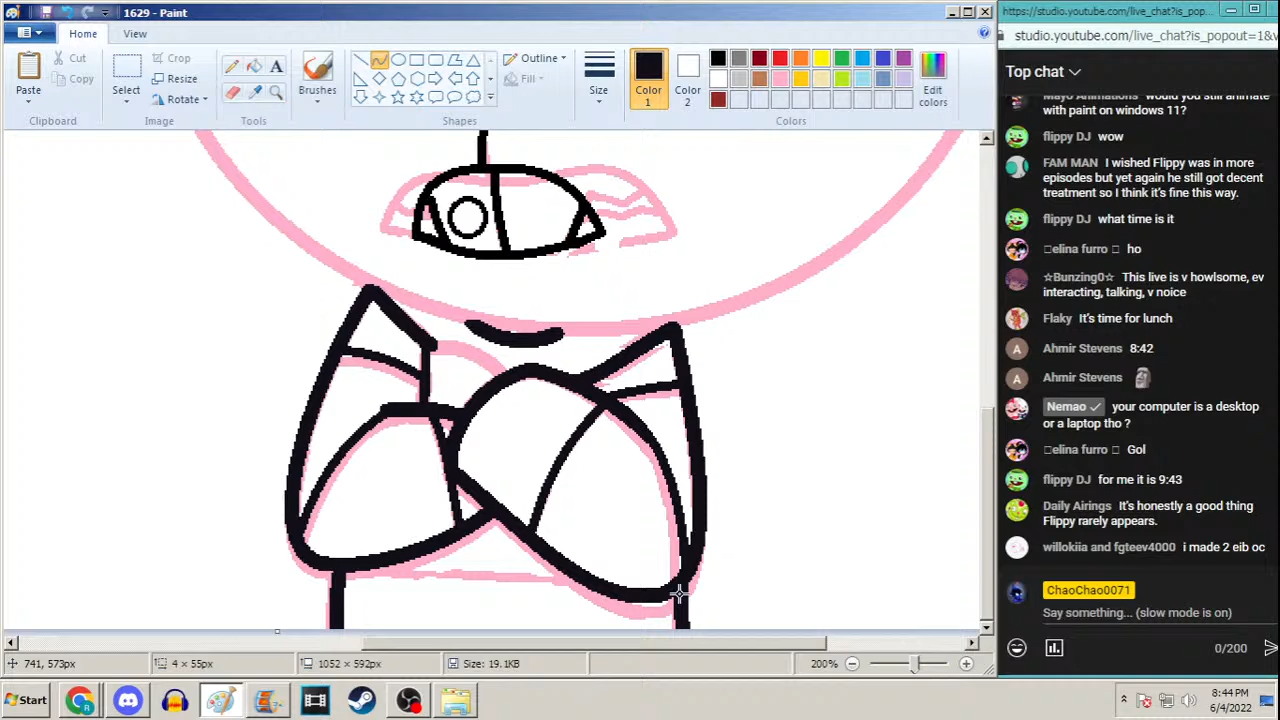 1629 - Paint
https://studio.youtube.com/live_chat?is_pop...
studio.youtube.com/live_chat?is_popout=1&v
Home
View
Paste
Cut
Copy
Clipboard
Select
Crop
Resize
Rotate
Image
Tools
Brushes
Shapes
Outline
Fill
Size
Color
1
Color
2
Edit
colors
Colors
Top chat
Mayo Animations would you still animate
with paint on windows 11?
flippy DJ wow
FAM MAN I wished Flippy was in more
episodes but yet again he still got decent
treatment so I think it's fine this way.
flippy DJ what time is it
elina furro ho
☆Bunzing0☆ This live is v howlsome, ev
interacting, talking, v noice
Flaky It's time for lunch
Ahmir Stevens 8:42
Ahmir Stevens
Nemao ✓ your computer is a desktop
or a laptop tho ?
elina furro Gol
flippy DJ for me it is 9:43
Daily Airings It's honestly a good thing
Flippy rarely appears.
willokiia and fgteev4000 i made 2 eib oc
ChaoChao0071
Say something... (slow mode is on)
0/200
741, 573px
4 × 55px
1052 × 592px
Size: 19.1KB
200%
Start
8:44 PM
6/4/2022